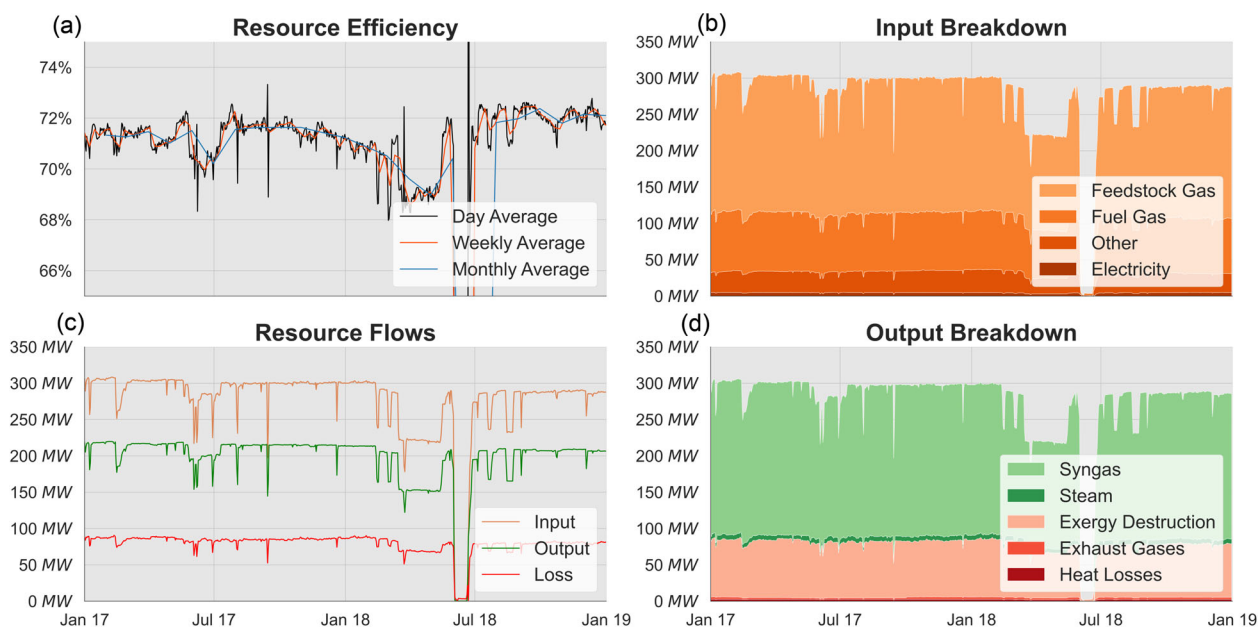 (a)
Resource Efficiency
74%
72%
70%
68%
66%
Day Average
Weekly Average
Monthly Average
(b)
Input Breakdown
350 MW
300 MW
250 MW
200 MW
150 MW
100 MW
50 MW
0 MW
Feedstock Gas
Fuel Gas
Other
Electricity
(c)
Resource Flows
350 MW
300 MW
250 MW
200 MW
150 MW
100 MW
50 MW
0 MW
Input
Output
Loss
Jan 17
Jul 17
Jan 18
Jul 18
Jan 19
(d)
Output Breakdown
350 MW
300 MW
250 MW
200 MW
150 MW
100 MW
50 MW
0 MW
Syngas
Steam
Exergy Destruction
Exhaust Gases
Heat Losses
Jan 17
Jul 17
Jan 18
Jul 18
Jan 19